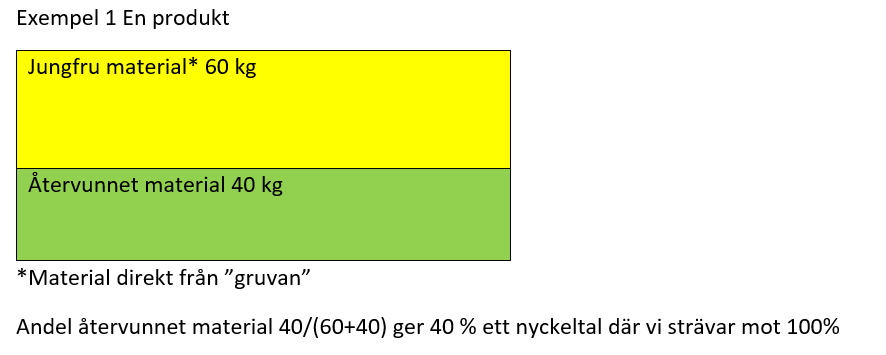 Exempel 1 En produkt
Jungfru material* 60 kg
Återvunnet material 40 kg
*Material direkt från ”gruvan”
Andel återvunnet material 40/(60+40) ger 40 % ett nyckeltal där vi strävar mot 100%